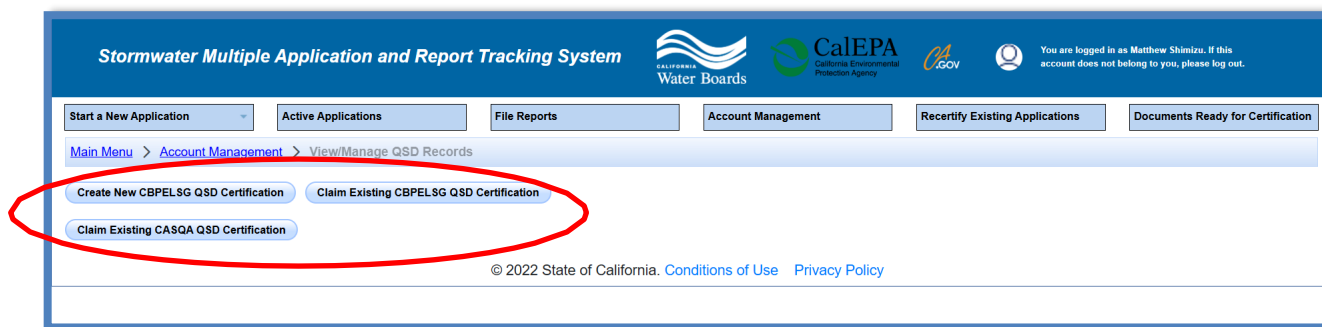 Stormwater Multiple Application and Report Tracking System
CALIFORNIA
Water Boards
CalEPA
California Environmental
Protection Agency
CA.GOV
You are logged in as Matthew Shimizu. If this
account does not belong to you, please log out.
Start a New Application
Active Applications
File Reports
Account Management
Recertify Existing Applications
Documents Ready for Certification
Main Menu > Account Management > View/Manage QSD Records
Create New CBPELSG QSD Certification
Claim Existing CBPELSG QSD Certification
Claim Existing CASQA QSD Certification
© 2022 State of California. Conditions of Use Privacy Policy